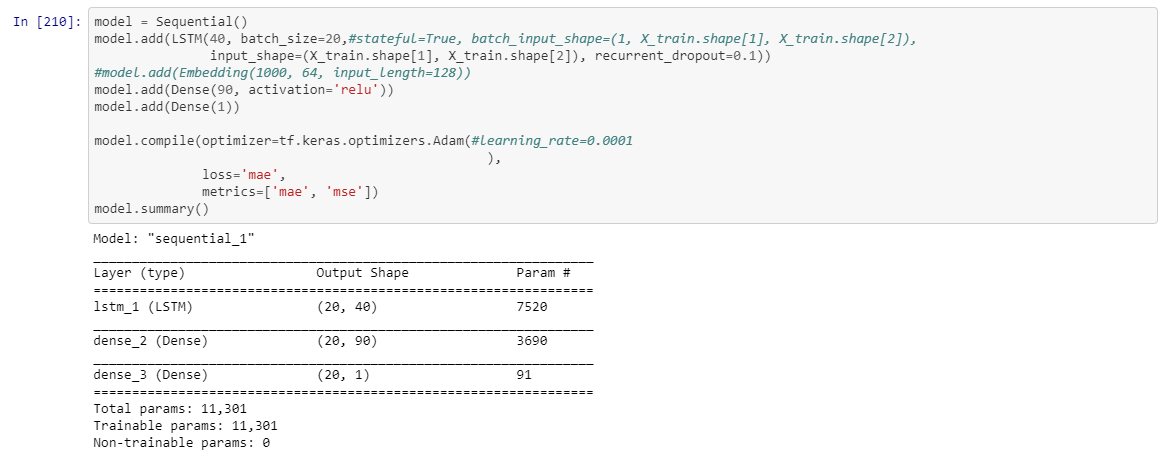 In [210]: model = Sequential()
model.add(LSTM(40, batch_size=20,#stateful=True, batch_input_shape=(1, X_train.shape[1], X_train.shape[2]),
               input_shape=(X_train.shape[1], X_train.shape[2]), recurrent_dropout=0.1))
#model.add(Embedding(1000, 64, input_length=128))
model.add(Dense(90, activation='relu'))
model.add(Dense(1))

model.compile(optimizer=tf.keras.optimizers.Adam(#learning_rate=0.0001
                                                   ),
              loss='mae',
              metrics=['mae', 'mse'])
model.summary()
Model: "sequential_1"
_________________________________________________________________
Layer (type)                 Output Shape              Param #
=================================================================
lstm_1 (LSTM)                (20, 40)                  7520
_________________________________________________________________
dense_2 (Dense)              (20, 90)                  3690
_________________________________________________________________
dense_3 (Dense)              (20, 1)                   91
=================================================================
Total params: 11,301
Trainable params: 11,301
Non-trainable params: 0